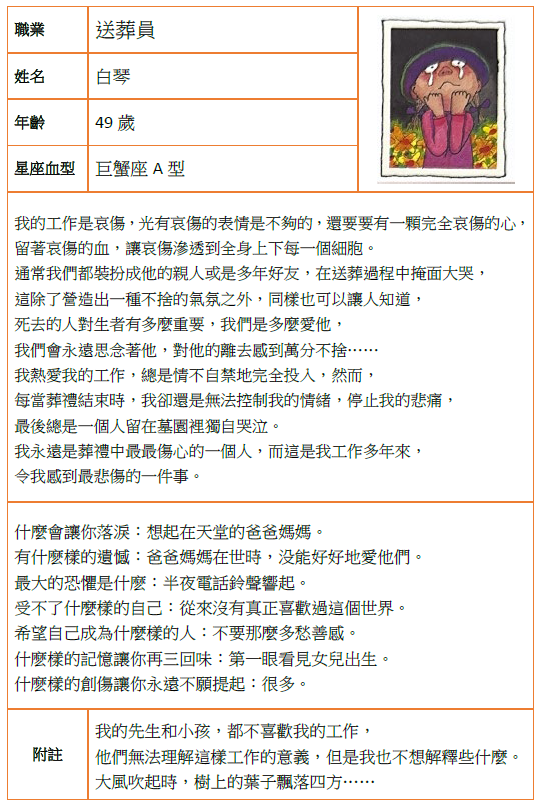 職業 送葬員
姓名 白琴
年齡 49 歲
星座血型 巨蟹座 A 型
我的工作是哀傷，光有哀傷的表情是不夠的，還要要有一顆完全哀傷的心，
留著哀傷的血，讓哀傷滲透到全身上下每一個細胞。
通常我們都裝扮成他的親人或是多年好友，在送葬過程中掩面大哭，
這除了營造出一種不捨的氣氛之外，同樣也可以讓人知道，
死去的人對生者有多麼重要，我們是多麼愛他，
我們會永遠思念著他，對他的離去感到萬分不捨……
我熱愛我的工作，總是情不自禁地完全投入，然而，
每當葬禮結束時，我卻還是無法控制我的情緒，停止我的悲痛，
最後總是一個人留在墓園裡獨自哭泣。
我永遠是葬禮中最最傷心的一個人，而這是我工作多年來，
令我感到最悲傷的一件事。
什麼會讓你落淚：想起在天堂的爸爸媽媽。
有什麼樣的遺憾：爸爸媽媽在世時，没能好好地愛他們。
最大的恐懼是什麼：半夜電話鈴聲響起。
受不了什麼樣的自己：從來沒有真正喜歡過這個世界。
希望自己成為什麼樣的人：不要那麼多愁善感。
什麼樣的記憶讓你再三回味：第一眼看見女兒出生。
什麼樣的創傷讓你永遠不願提起：很多。
附註
我的先生和小孩，都不喜歡我的工作，
他們無法理解這樣工作的意義，但是我也不想解釋些什麼。
大風吹起時，樹上的葉子飄落四方……